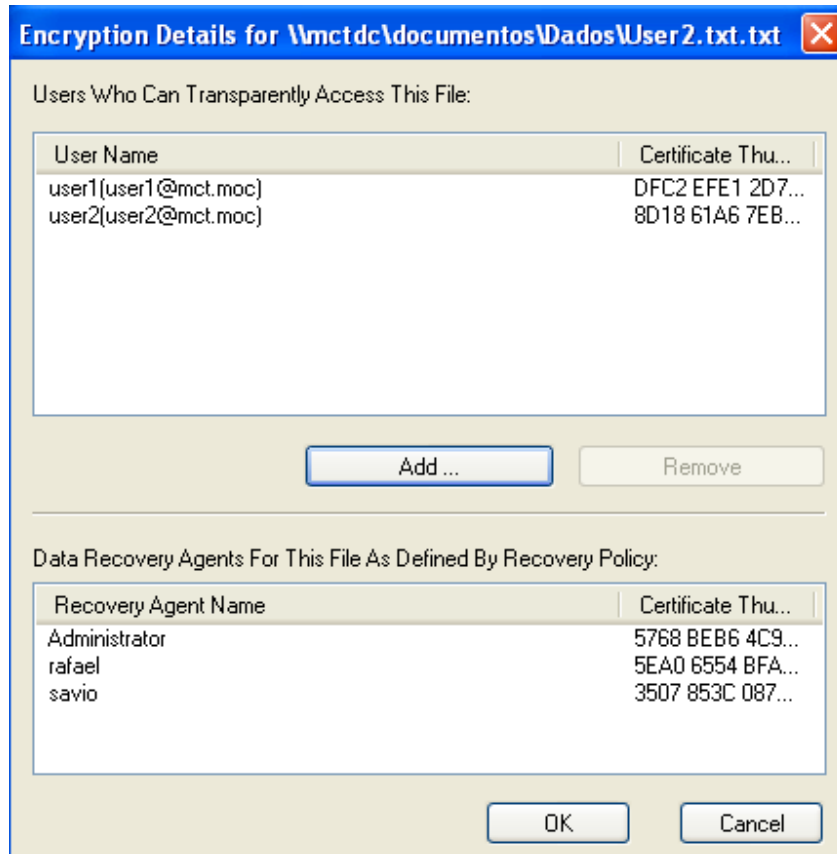 Encryption Details for \\mctdc\documentos\Dados\User2.txt.txt
Users Who Can Transparently Access This File:
User Name Certificate Thu...
user1(user1@mct.moc) DFC2 EFE1 2D7...
user2(user2@mct.moc) 8D18 61A6 7EB...
Add ... Remove
Data Recovery Agents For This File As Defined By Recovery Policy:
Recovery Agent Name Certificate Thu...
Administrator 5768 BEB6 4C9...
rafael 5EA0 6554 BFA...
savio 3507 853C 087...
OK Cancel